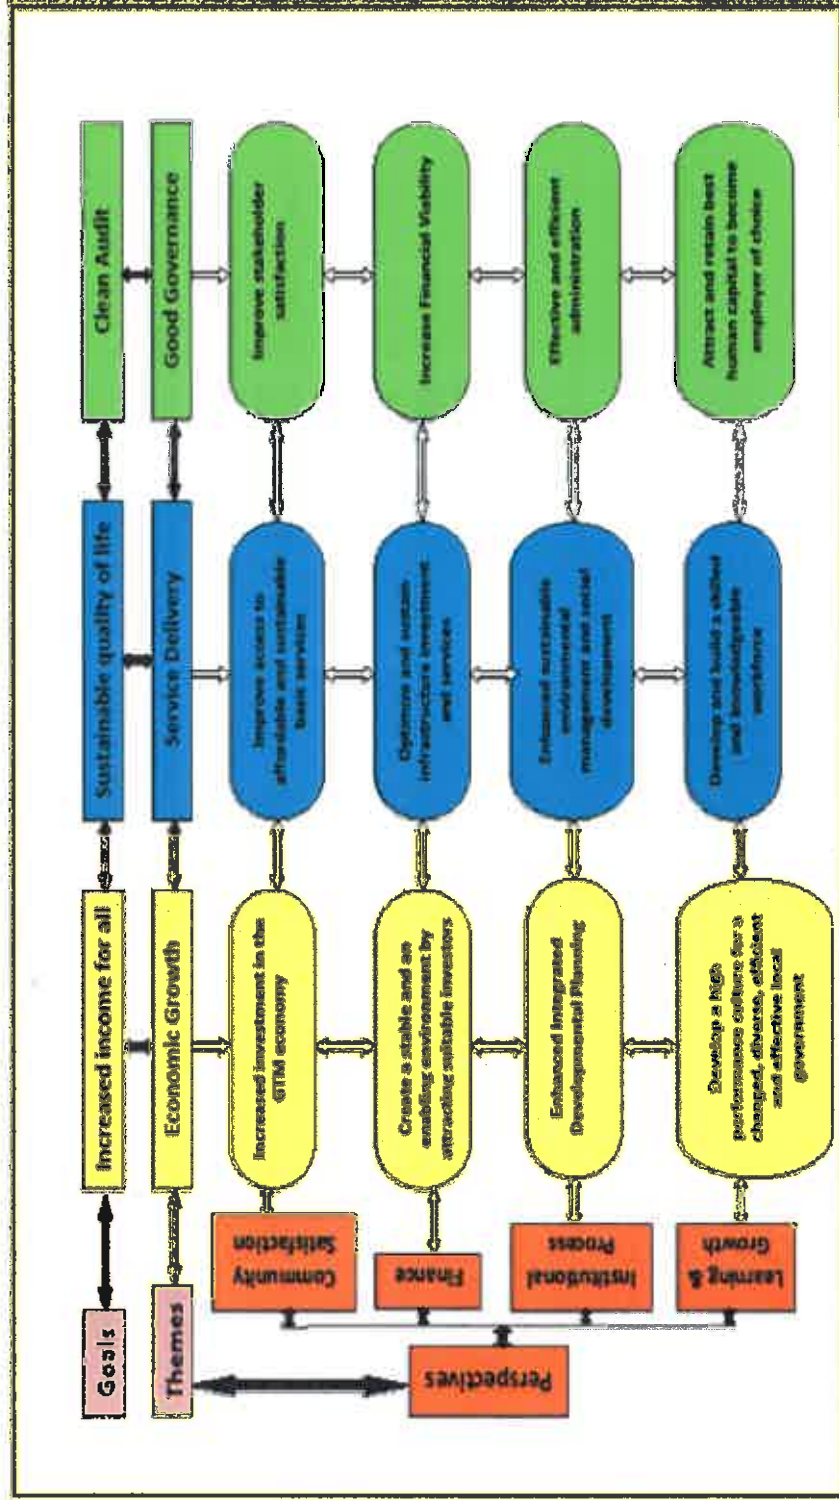 Goals
Increased income for all
Sustainable quality of life
Clean Audit
Themes
Economic Growth
Service Delivery
Good Governance
Perspectives
Community
Satisfaction
Increased investment in the
GTM economy
Improve access to
affordable and sustainable
basic services
Improve stakeholder
satisfaction
Finance
Create a stable and an
enabling environment by
attracting suitable investors
Optimize and sustain
infrastructure investment
and services
Increase Financial Viability
Institutional
Process
Enhanced Integrated
Developmental Planning
Enhanced sustainable
environmental
management and social
development
Effective and efficient
administration
Learning &
Growth
Develop a high
performance culture for a
changed, diverse, efficient
and effective local
government
Develop and build a skilled
and knowledgeable
workforce
Attract and retain best
human capital to become
employer of choice